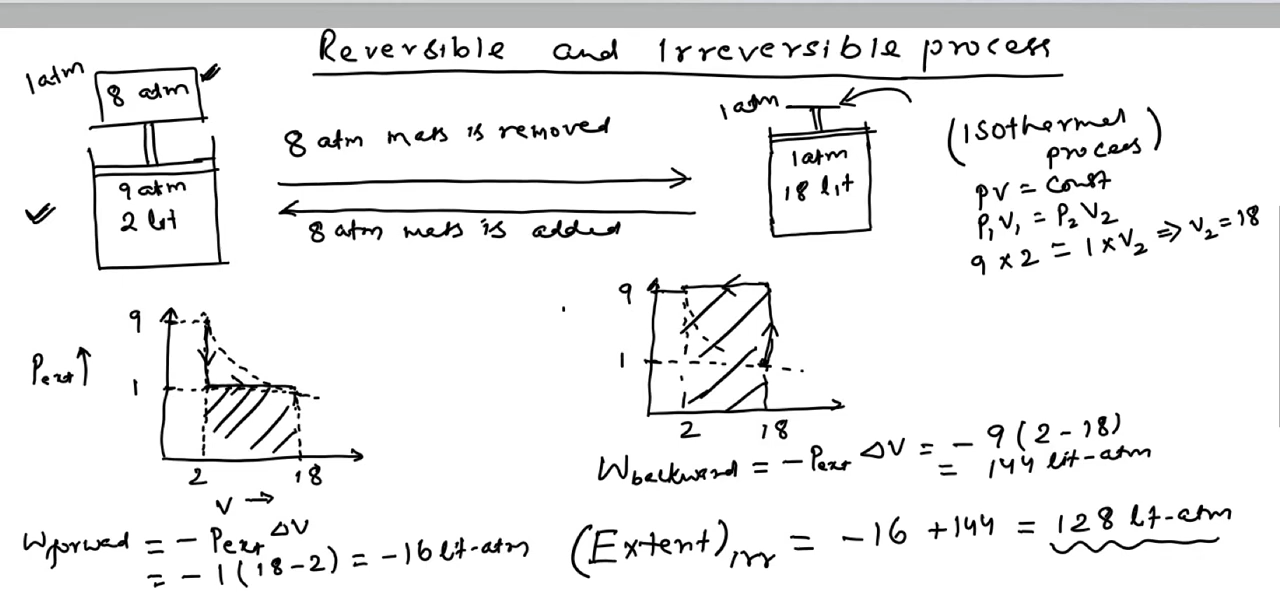 Reversible and Irreversible process
1atm
8 atm
9 atm
2 lit
8 atm mass is removed
8 atm mass is added
1atm
1atm
18 lit
(Isothermal process)
PV = Const
P₁V₁ = P₂V₂
9 × 2 = 1 × V₂ ⇒ V₂ = 18
Pext ↑
9
1
2
18
V →
9
1
2
18
Wforward = - Pext ΔV
= - 1(18-2) = -16 lit-atm
Wbackward = - Pext ΔV = - 9(2-18)
= 144 lit-atm
(Extent)irr = -16 + 144 = 128 lt-atm